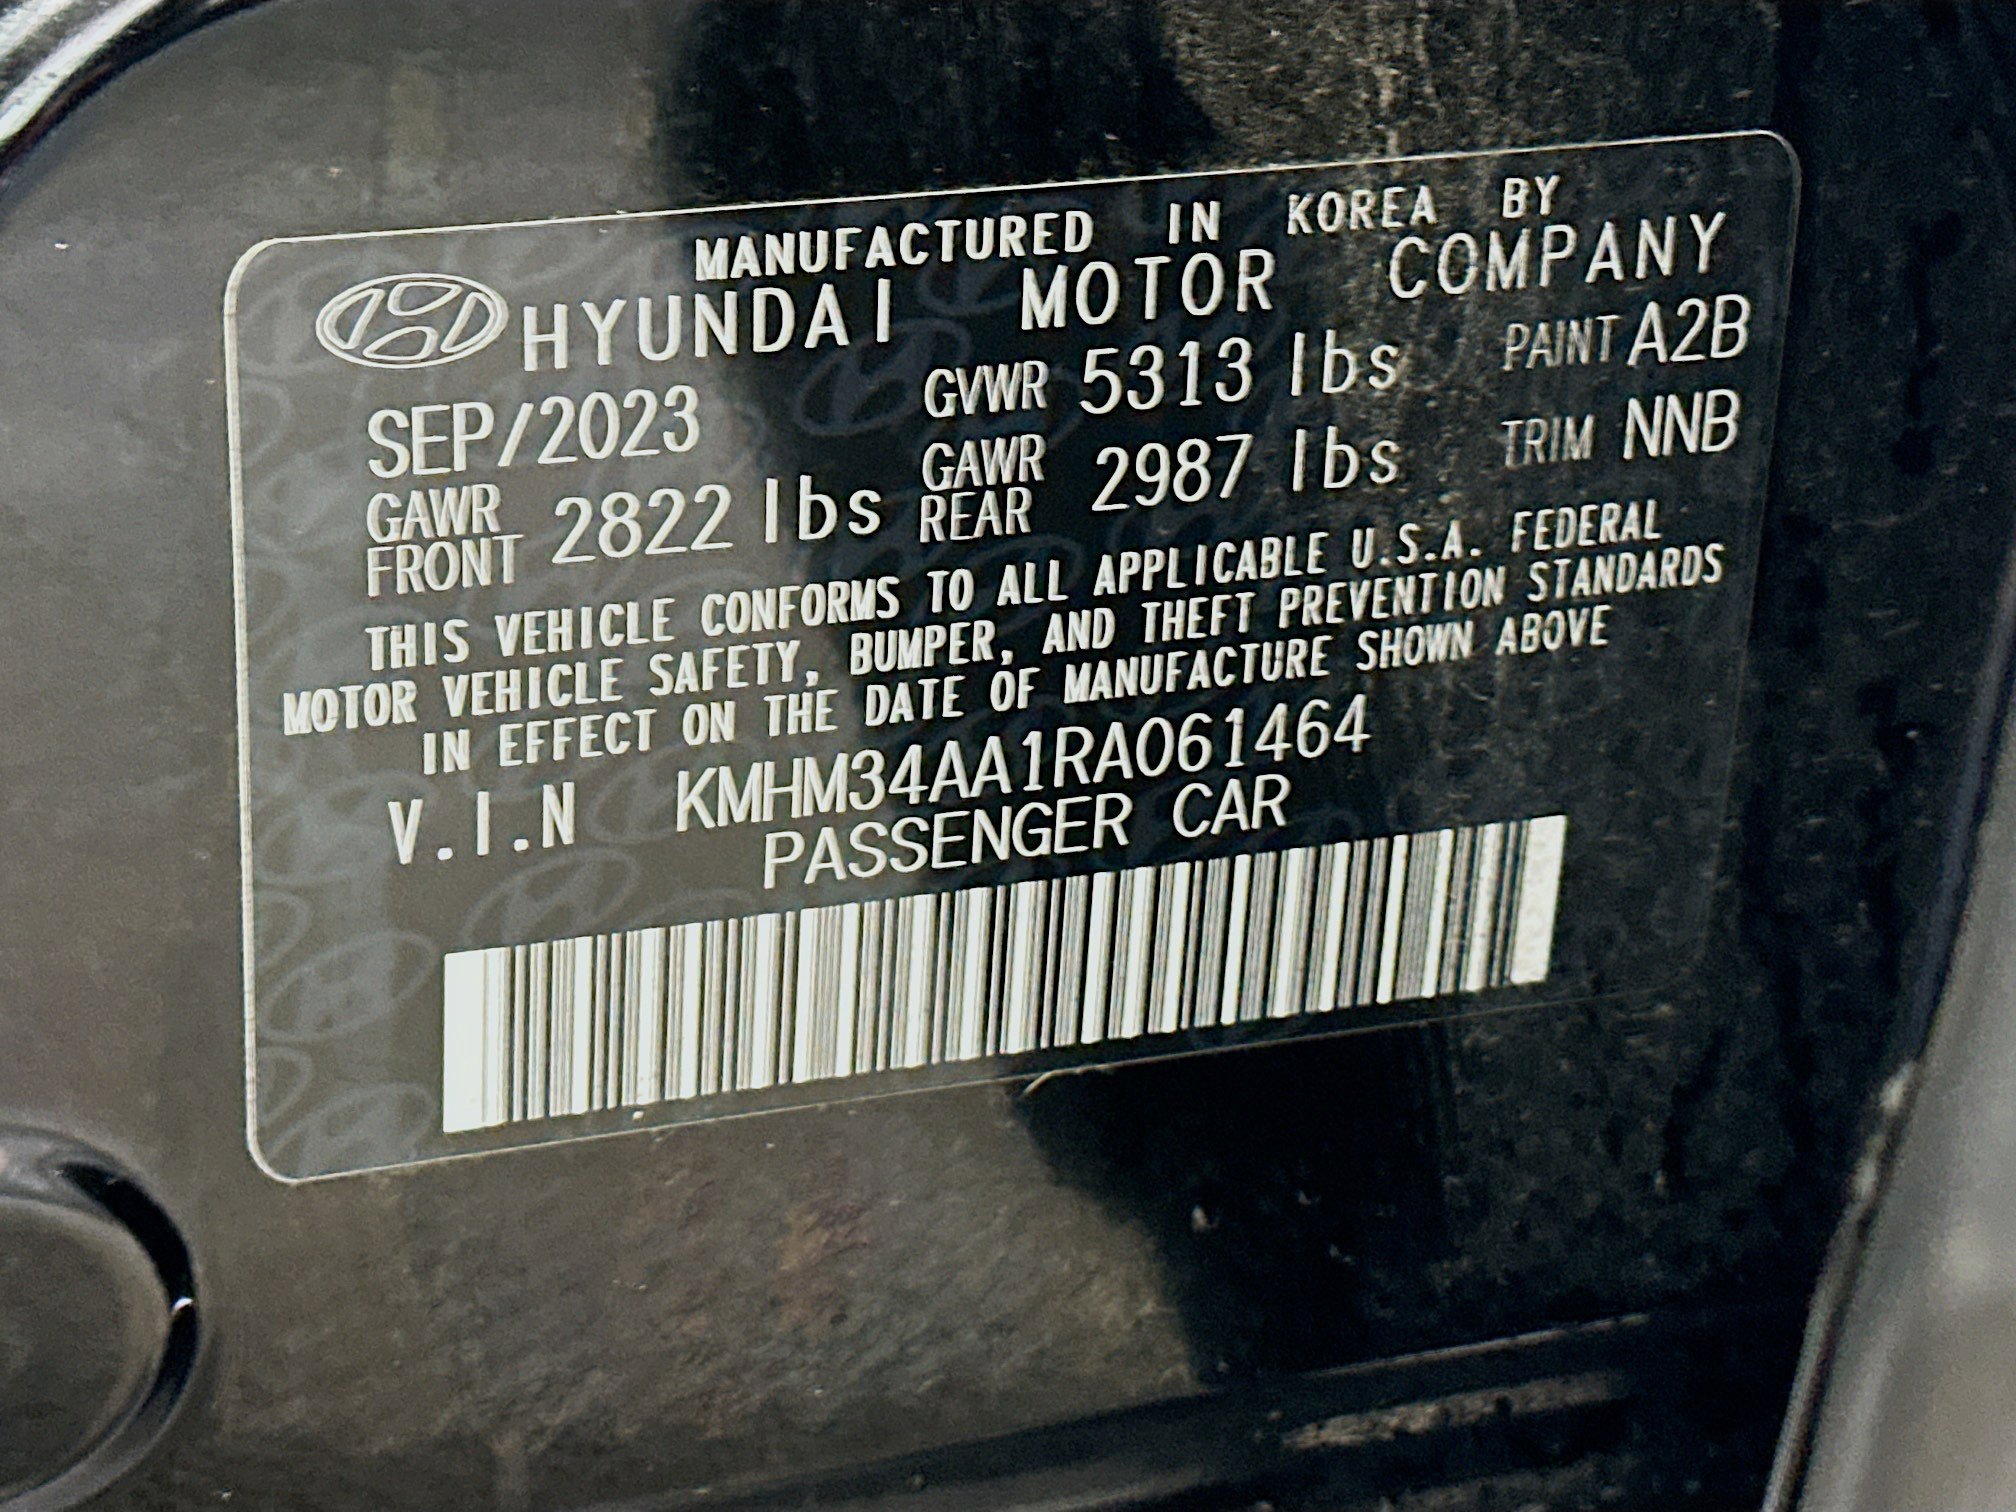 MANUFACTURED IN KOREA BY
HYUNDAI MOTOR COMPANY
SEP/2023 GVWR 5313 lbs PAINT A2B
GAWR FRONT 2822 lbs GAWR REAR 2987 lbs TRIM NNB
THIS VEHICLE CONFORMS TO ALL APPLICABLE U.S.A. FEDERAL
MOTOR VEHICLE SAFETY, BUMPER, AND THEFT PREVENTION STANDARDS
IN EFFECT ON THE DATE OF MANUFACTURE SHOWN ABOVE
V.I.N KMHM34AA1RA061464
PASSENGER CAR